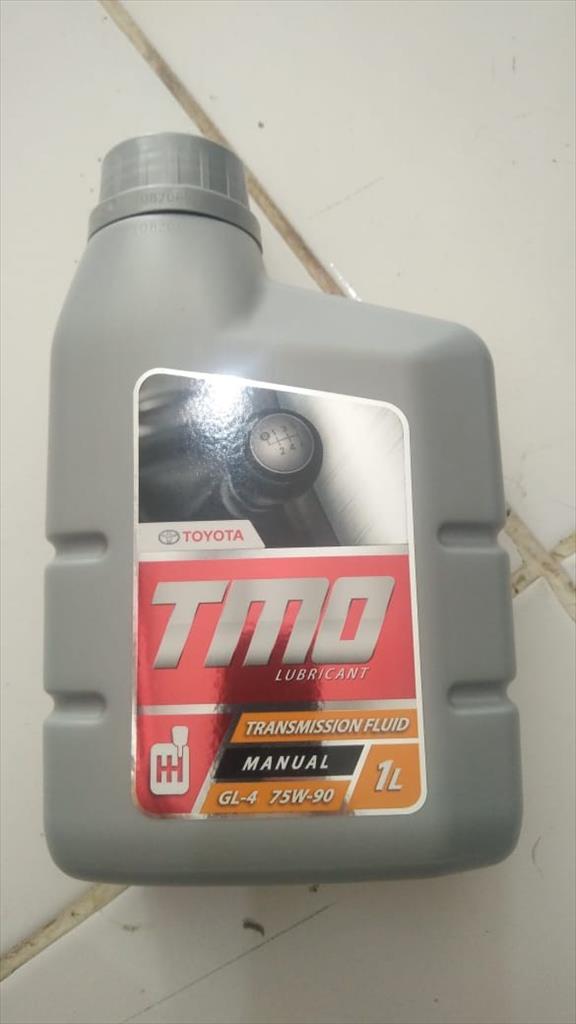 TOYOTA
TMO
LUBRICANT
TRANSMISSION FLUID
MANUAL
GL-4 75W-90
1L